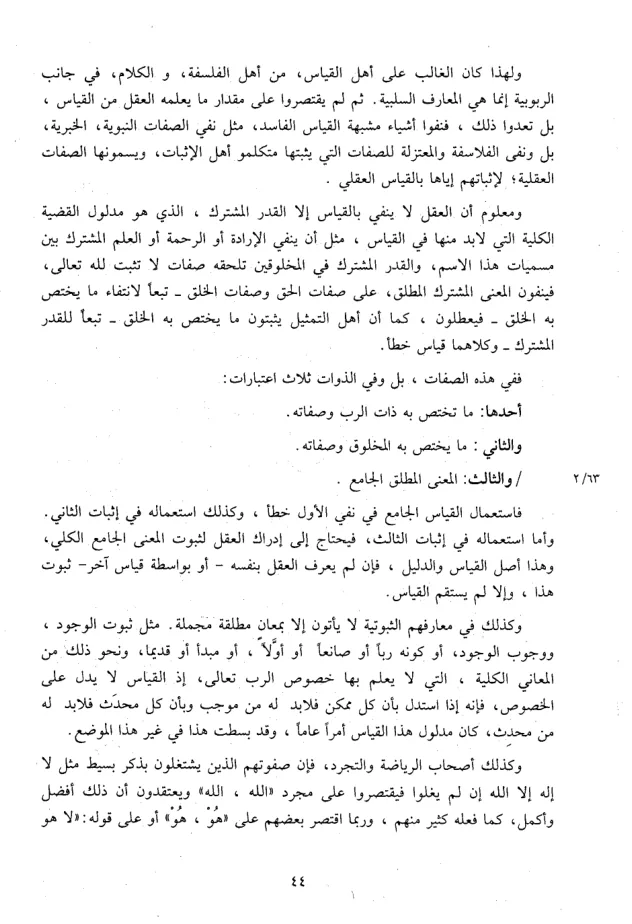 ولهذا كان الغالب على أهل القياس، من أهل الفلسفة، و الكلام، في جانب
الربوبية إنما هي المعارف السلبية. ثم لم يقتصروا على مقدار ما يعلمه العقل من القياس ،
بل تعدوا ذلك ، فنفوا أشياء مشبهة القياس الفاسد، مثل نفي الصفات النبوية، الخبرية،
بل ونفى الفلاسفة والمعتزلة للصفات التي يثبتها متكلمو أهل الإثبات، ويسمونها الصفات
العقلية؛ لإثباتهم إياها بالقياس العقلي .
ومعلوم أن العقل لا ينفي بالقياس إلا القدر المشترك ، الذي هو مدلول القضية
الكلية التي لابد منها في القياس ، مثل أن ينفي الإرادة أو الرحمة أو العلم المشترك بين
مسميات هذا الاسم، والقدر المشترك في المخلوقين تلحقه صفات لا تثبت لله تعالى،
فينفون المعنى المشترك المطلق، على صفات الحق وصفات الخلق ـ تبعاً لانتفاء ما يختص
به الخلق ـ فيعطلون ، كما أن أهل التمثيل يثبتون ما يختص به الخلق ـ تبعاً للقدر
المشترك ـ وكلاهما قياس خطأ.
ففي هذه الصفات ، بل وفي الذوات ثلاث اعتبارات:
أحدها: ما تختص به ذات الرب وصفاته.
والثاني : ما يختص به المخلوق وصفاته.
/ والثالث: المعنى المطلق الجامع . ٢/٦٣
فاستعمال القياس الجامع في نفي الأول خطأ ، وكذلك استعماله في إثبات الثاني.
وأما استعماله في إثبات الثالث، فيحتاج إلى إدراك العقل لثبوت المعنى الجامع الكلي،
وهذا أصل القياس والدليل ، فإن لم يعرف العقل بنفسه - أو بواسطة قياس آخر- ثبوت
هذا ، وإلا لم يستقم القياس.
وكذلك في معارفهم الثبوتية لا يأتون إلا بمعان مطلقة مجملة. مثل ثبوت الوجود ،
ووجوب الوجود، أو كونه رباً أو صانعاً أو أوَّلاً ، أو مبدأ أو قديما، ونحو ذلك من
المعاني الكلية ، التي لا يعلم بها خصوص الرب تعالى، إذ القياس لا يدل على
الخصوص، فإنه إذا استدل بأن كل ممكن فلابد له من موجب وبأن كل محدَث فلابد له
من محدِث، كان مدلول هذا القياس أمراً عاماً ، وقد بسطت هذا في غير هذا الموضع.
وكذلك أصحاب الرياضة والتجرد، فإن صفوتهم الذين يشتغلون بذكر بسيط مثل لا
إله إلا الله إن لم يغلوا فيقتصروا على مجرد «الله ، الله» ويعتقدون أن ذلك أفضل
وأكمل، كما فعله كثير منهم ، وربما اقتصر بعضهم على «هُوْ ، هُوْ» أو على قوله:«لا هو
٤٤